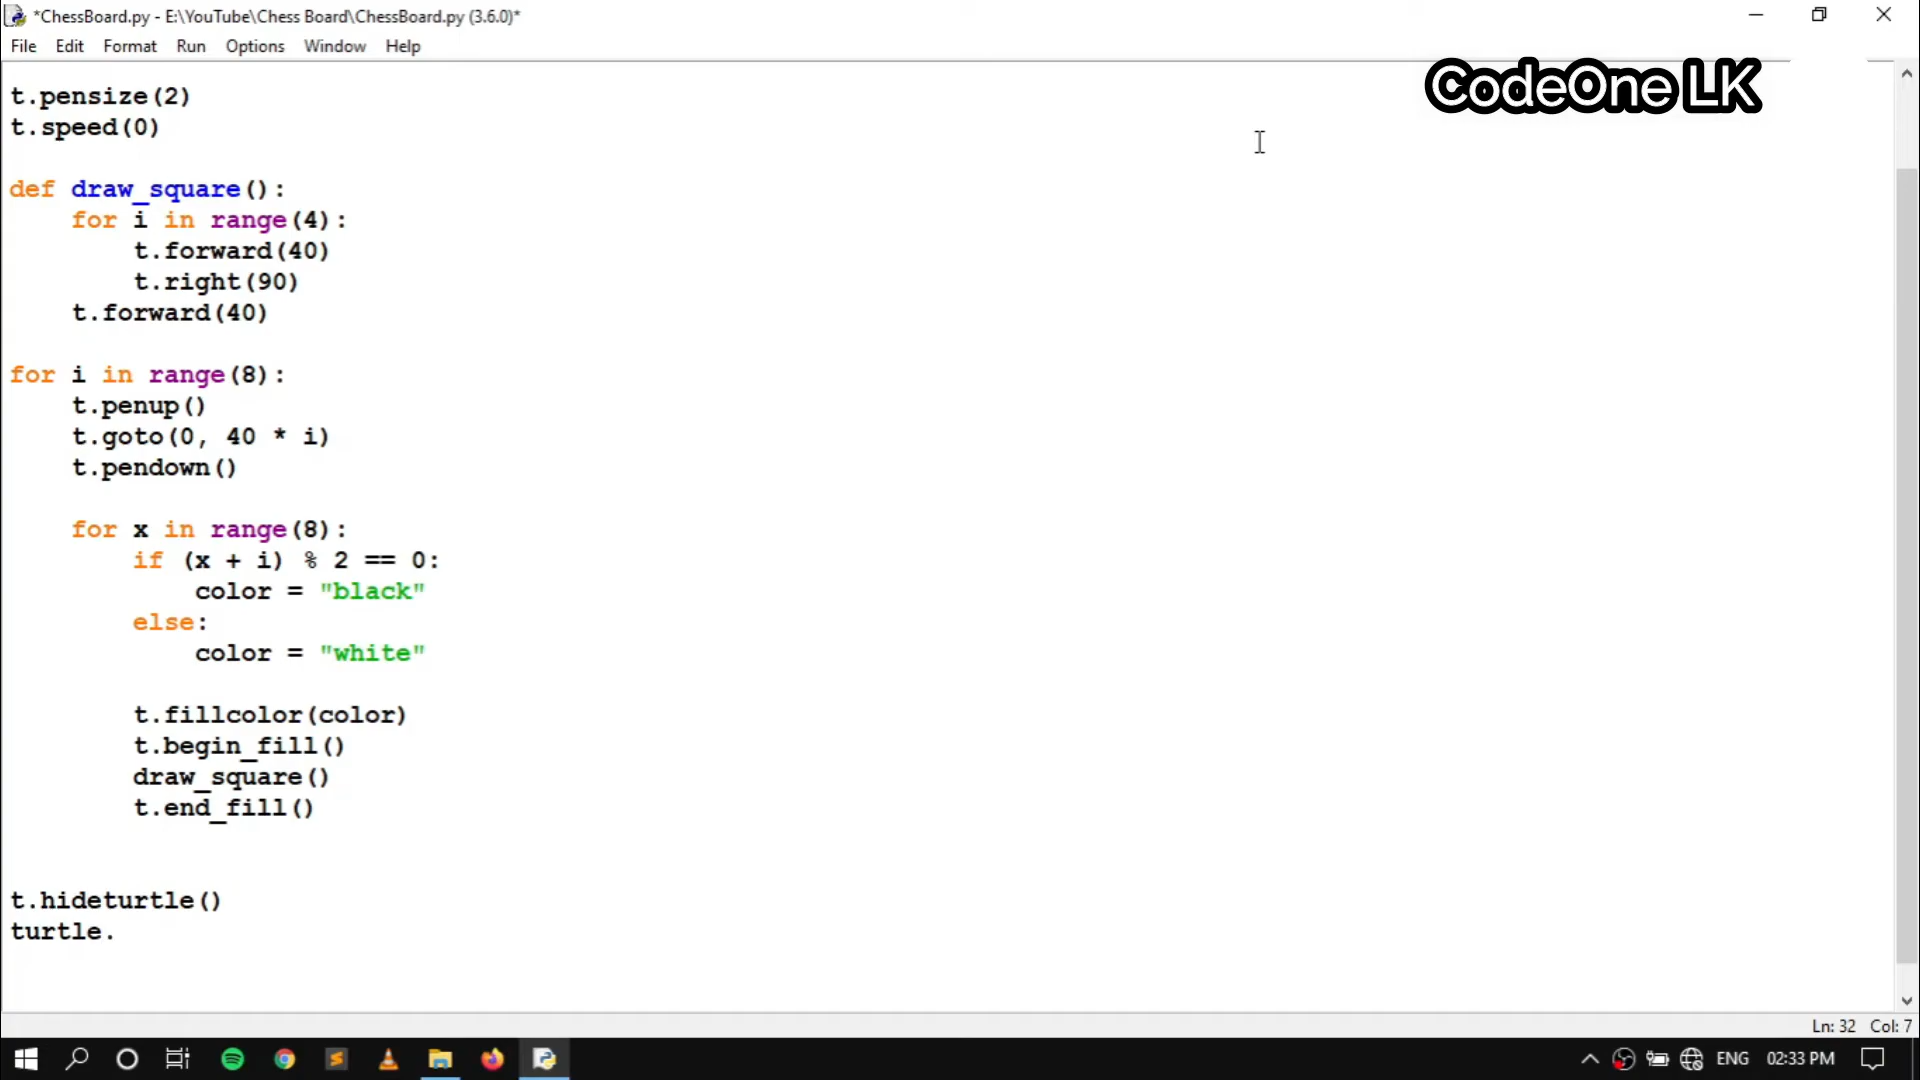 *ChessBoard.py - E:\YouTube\Chess Board\ChessBoard.py (3.6.0)*
File Edit Format Run Options Window Help
CodeOne LK
t.pensize(2)
t.speed(0)
def draw_square():
    for i in range(4):
        t.forward(40)
        t.right(90)
    t.forward(40)
for i in range(8):
    t.penup()
    t.goto(0, 40 * i)
    t.pendown()
    for x in range(8):
        if (x + i) % 2 == 0:
            color = "black"
        else:
            color = "white"
        t.fillcolor(color)
        t.begin_fill()
        draw_square()
        t.end_fill()
t.hideturtle()
turtle.
Ln: 32 Col: 7
ENG 02:33 PM